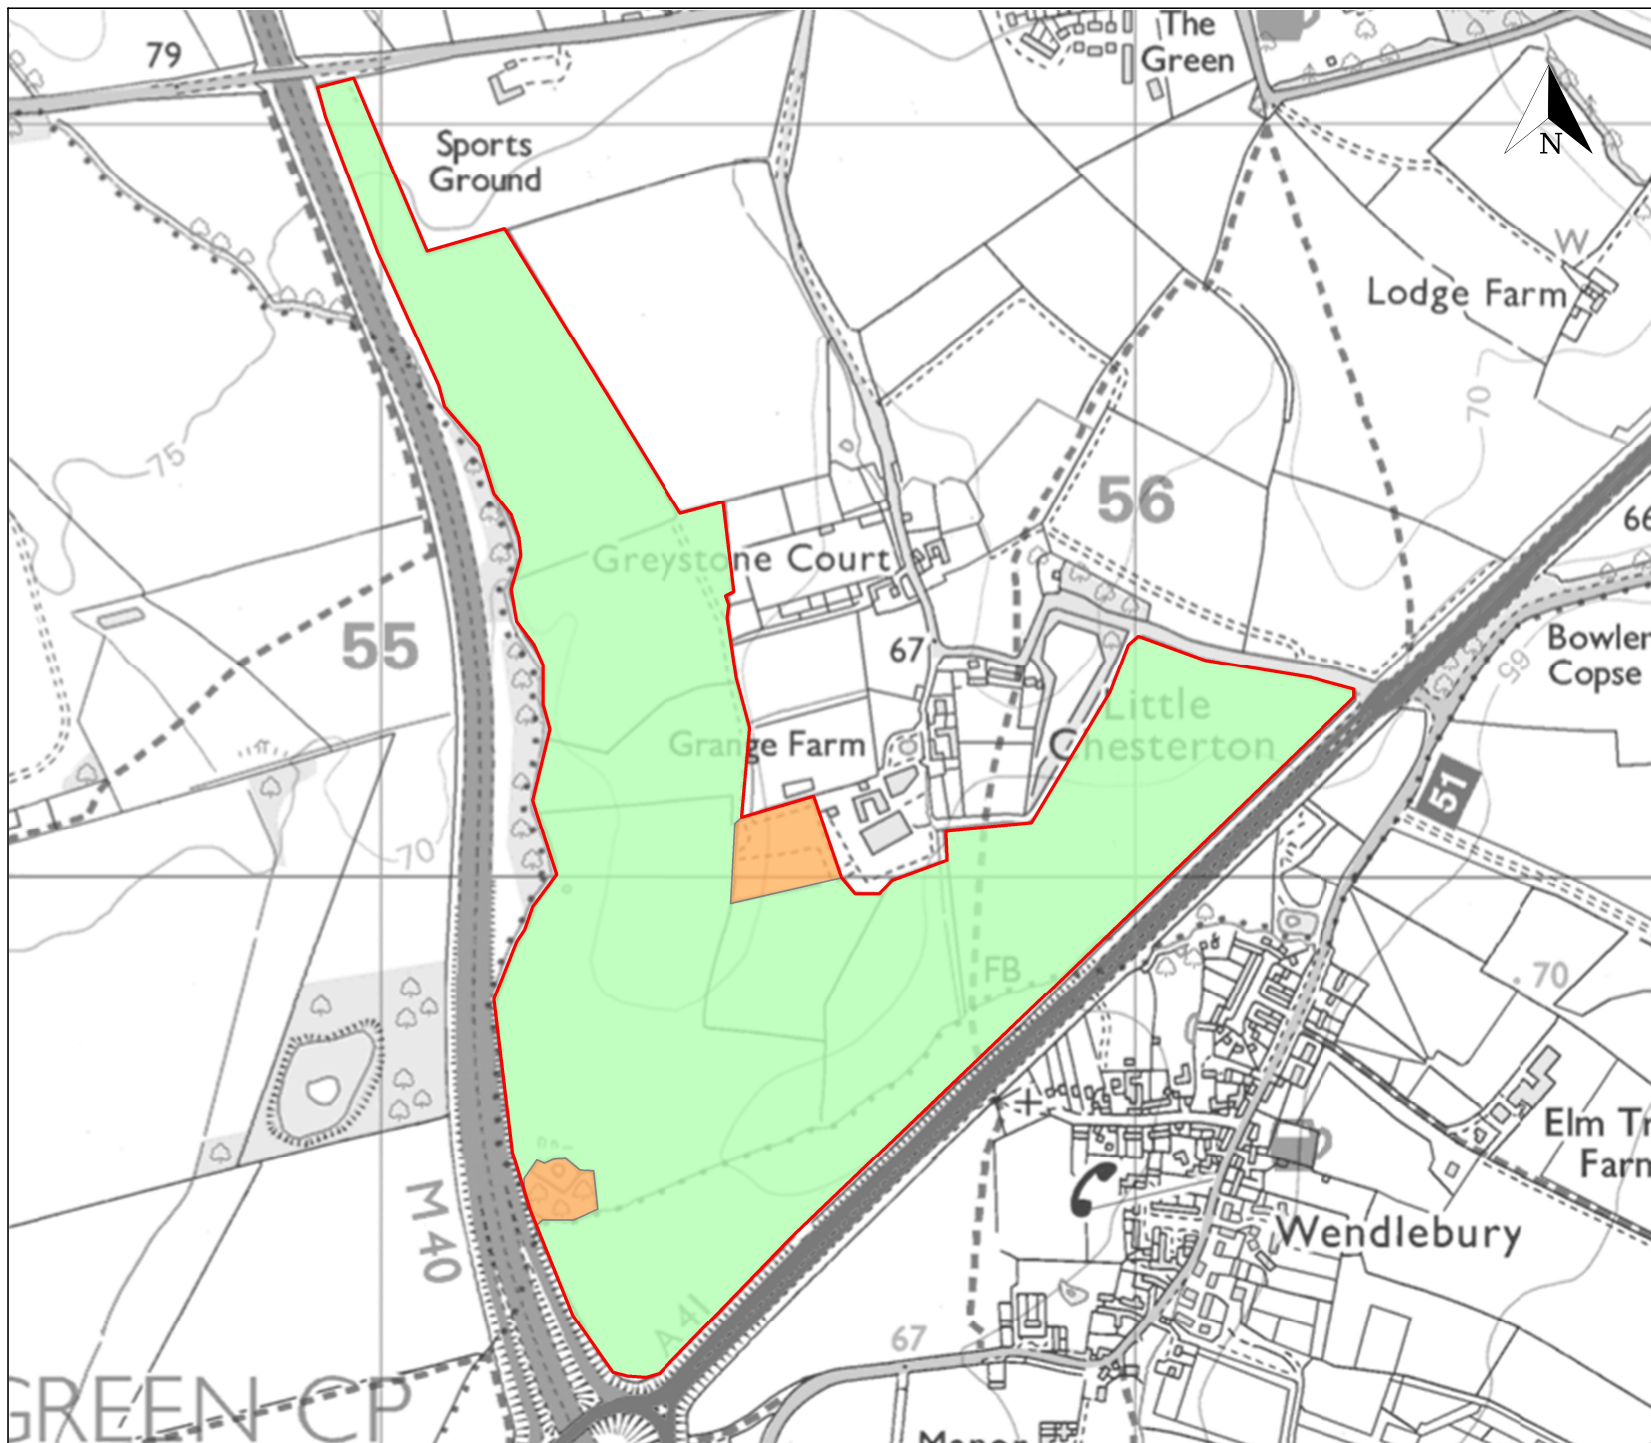 79
The
Green
Sports
Ground
N
W
Lodge Farm
70
75
56
66
Greystone Court
55
67
Bowler
Copse
65
Little
Chesterton
Grange Farm
51
70
FB
70
Elm Tr
Farm
M 40
Wendlebury
A 41
67
GREEN CP
Manor